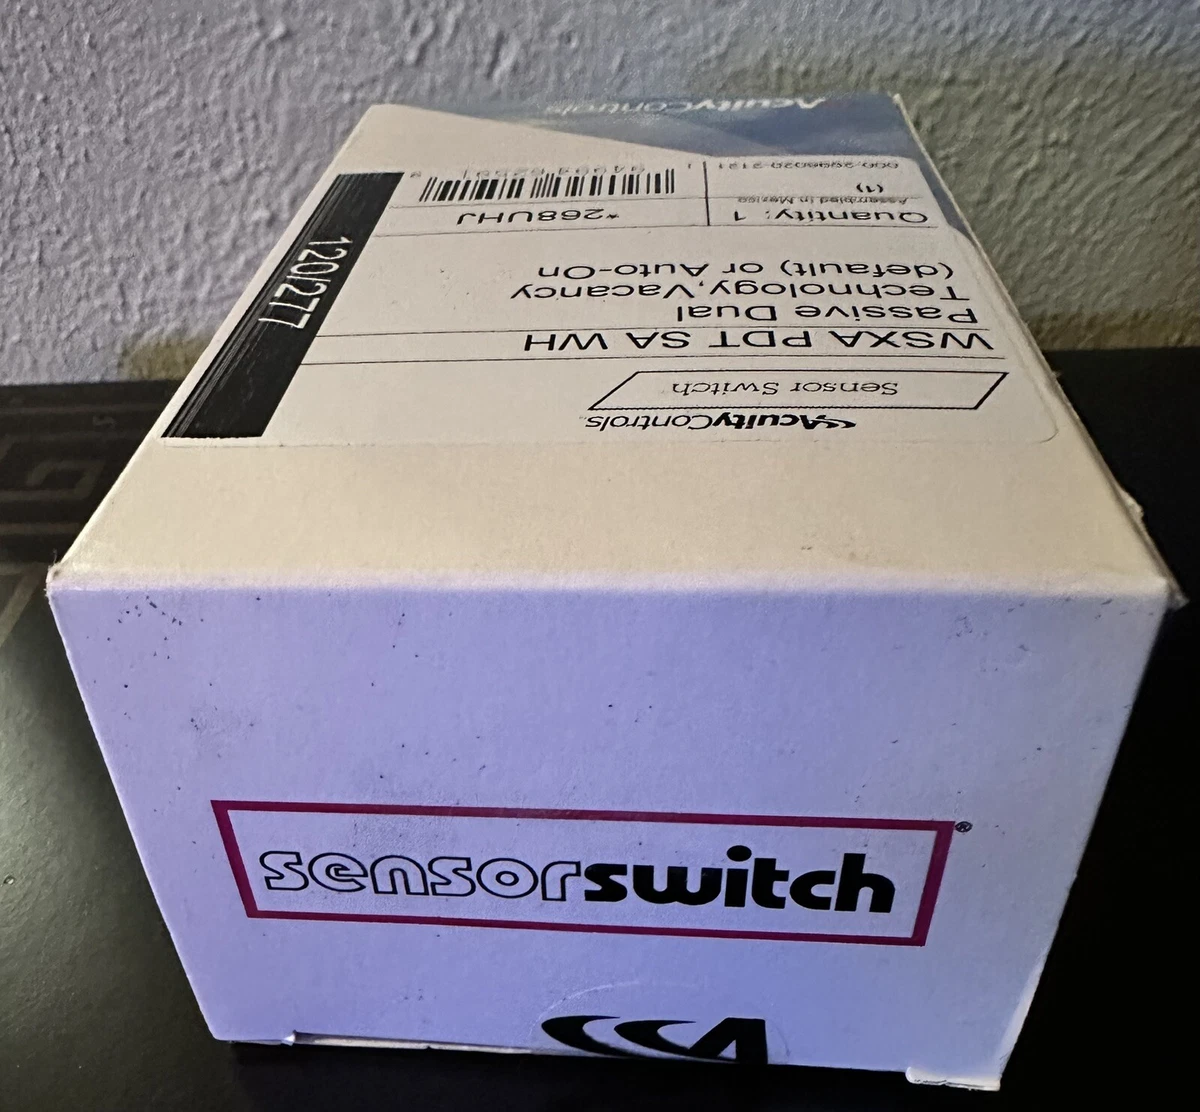 AcuityControls™
Sensor Switch
WSXA PDT SA WH
Passive Dual
Technology, Vacancy
(default) or Auto-On
Quantity: 1
*268UHJ
Assembled in Mexico
(1)
120/277
AcuityControls
sensorswitch®